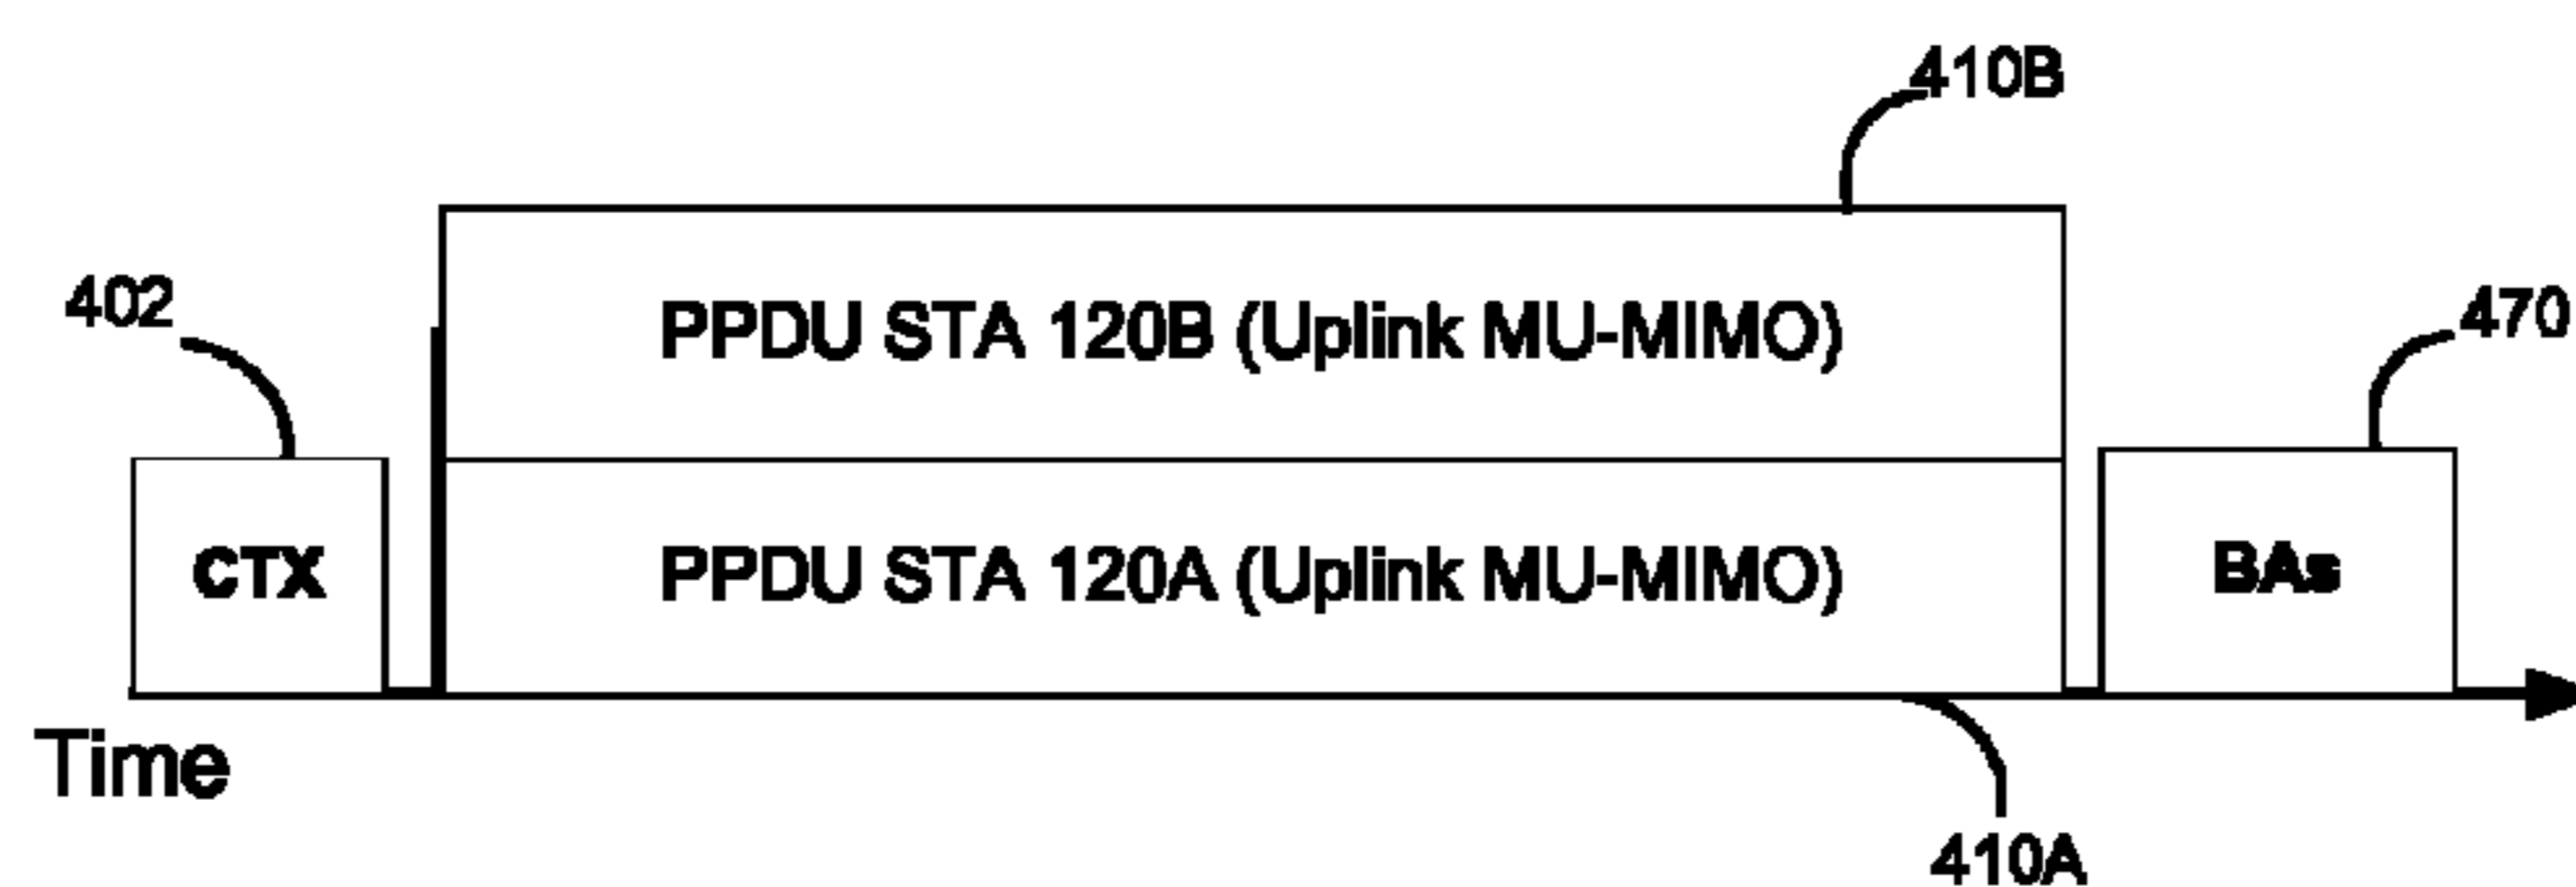 410B
402
PPDU STA 120B (Uplink MU-MIMO)
470
CTX
PPDU STA 120A (Uplink MU-MIMO)
BAs
Time
410A